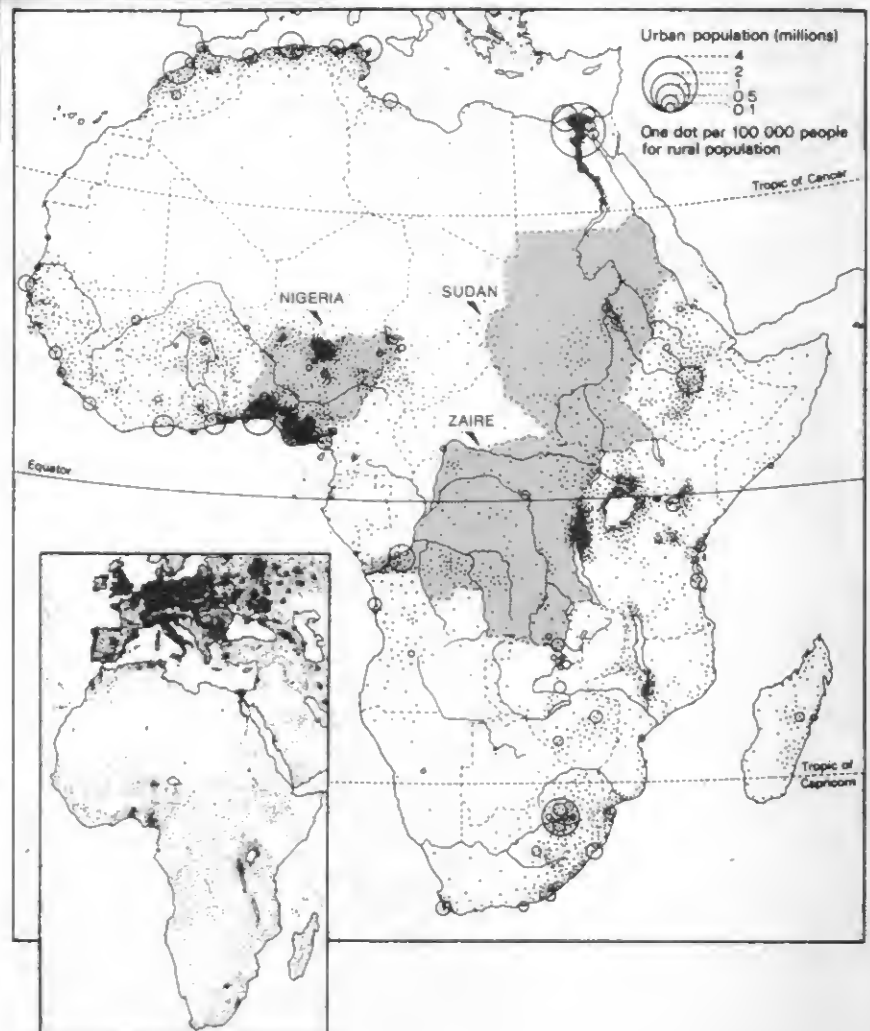 Urban population (millions)
4
2
1
0 5
0 1
One dot per 100 000 people
for rural population
Tropic of Cancer
NIGERIA
SUDAN
ZAIRE
Equator
Tropic of
Capricorn